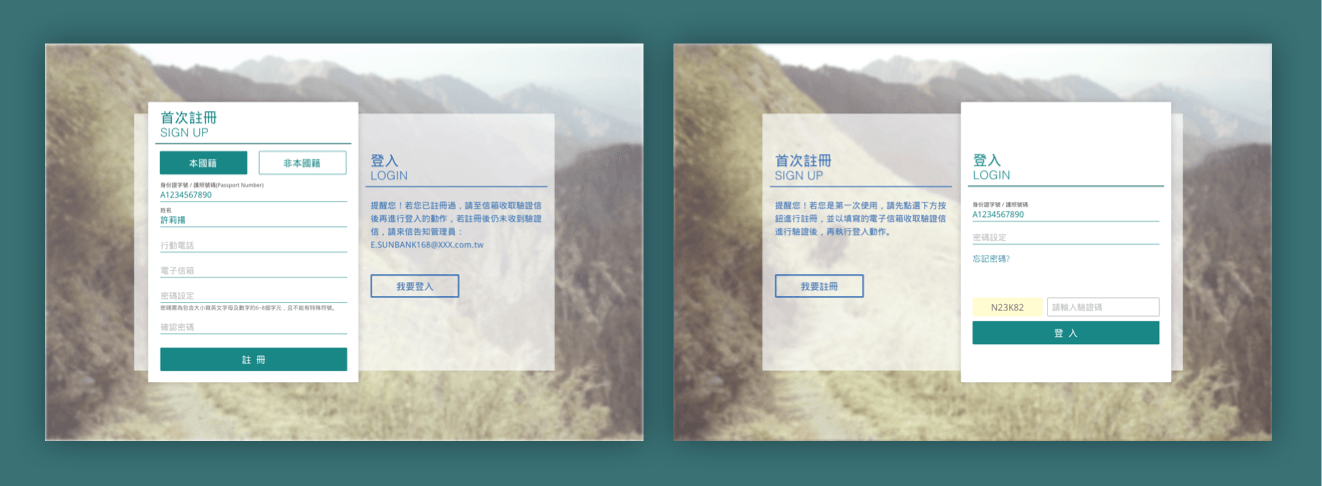 首次註冊
SIGN UP
本國籍
非本國籍
身份證字號 / 護照號碼(Passport Number)
A1234567890
姓名
許莉揚
行動電話
電子信箱
密碼設定
密碼需為包含大小寫英文字母及數字的6-8個字元，且不能有特殊符號。
確認密碼
註 冊
登入
LOGIN
提醒您！若您已註冊過，請至信箱收取驗證信
後再進行登入的動作，若註冊後仍未收到驗證
信，請來信告知管理員：
E.SUNBANK168@XXX.com.tw
我要登入
首次註冊
SIGN UP
提醒您！若您是第一次使用，請先點選下方按
鈕進行註冊，並以填寫的電子信箱收取驗證信
進行驗證後，再執行登入動作。
我要註冊
登入
LOGIN
身份證字號 / 護照號碼
A1234567890
密碼設定
忘記密碼?
N23K82
請輸入驗證碼
登 入